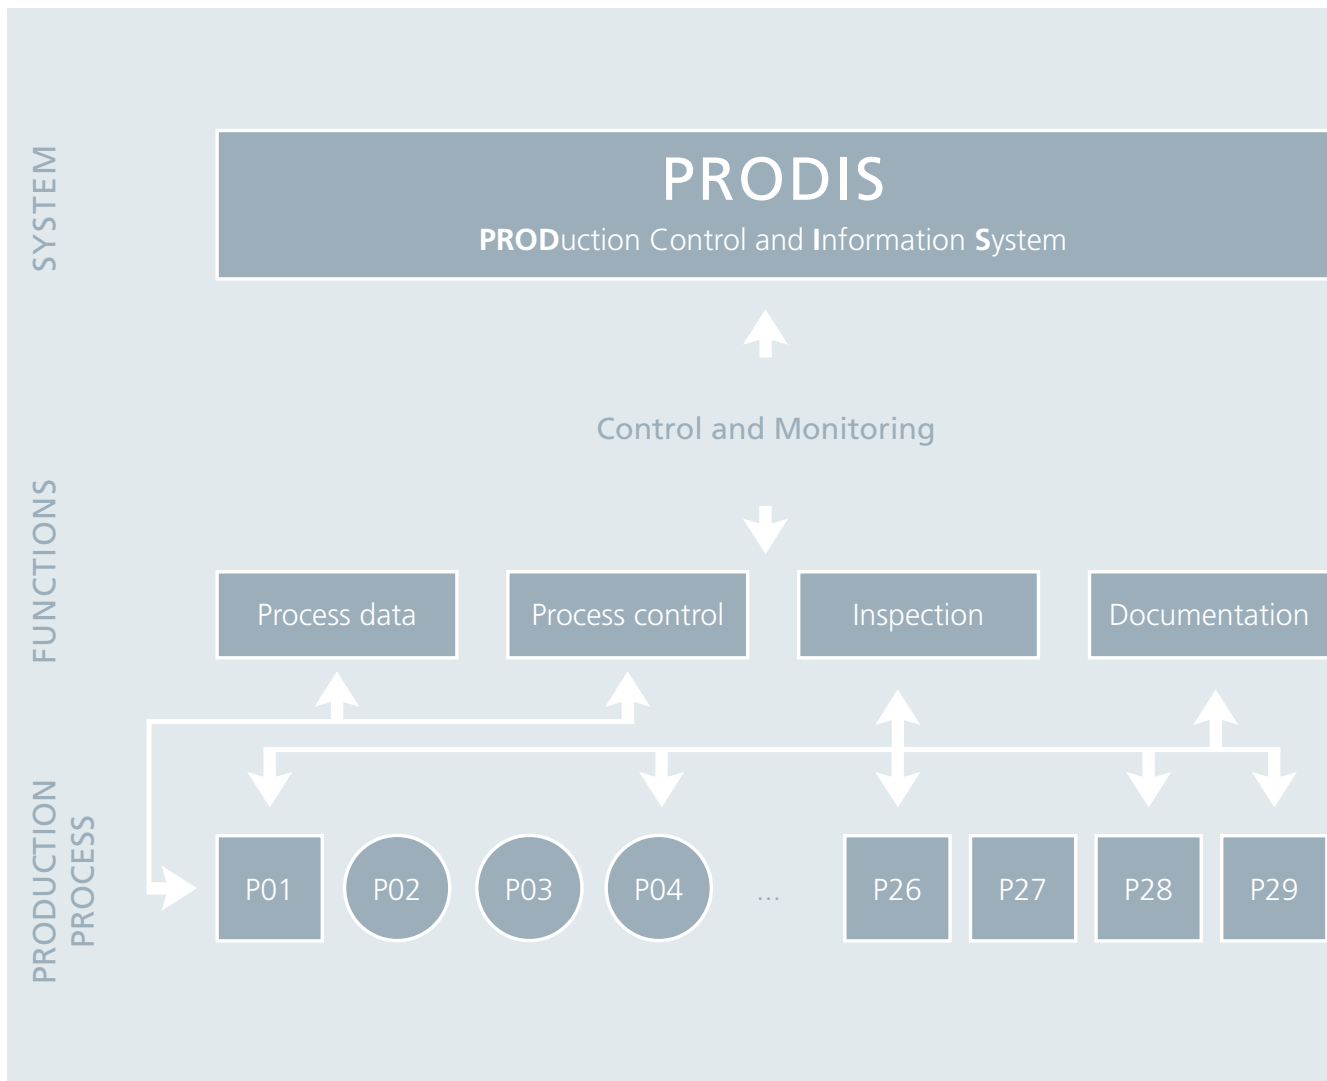 SYSTEM
PRODIS
PRODuction Control and Information System
Control and Monitoring
FUNCTIONS
Process data
Process control
Inspection
Documentation
PRODUCTION
PROCESS
P01
P02
P03
P04
...
P26
P27
P28
P29